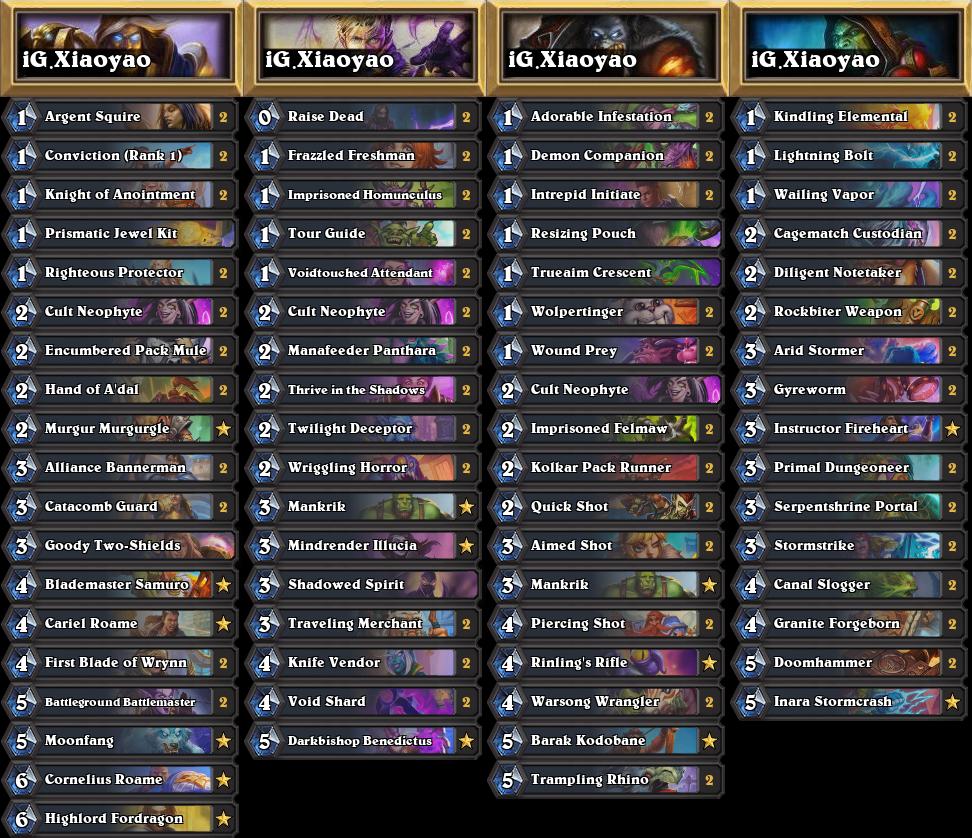 iG.Xiaoyao
1 Argent Squire 2
1 Conviction (Rank 1) 2
1 Knight of Anointment 2
1 Prismatic Jewel Kit
1 Righteous Protector 2
2 Cult Neophyte 2
2 Encumbered Pack Mule 2
2 Hand of A'dal 2
2 Murgur Murgurgle
3 Alliance Bannerman 2
3 Catacomb Guard 2
3 Goody Two-Shields
4 Blademaster Samuro
4 Cariel Roame
4 First Blade of Wrynn 2
5 Battleground Battlemaster 2
5 Moonfang
6 Cornelius Roame
6 Highlord Fordragon
iG.Xiaoyao
0 Raise Dead 2
1 Frazzled Freshman 2
1 Imprisoned Homunculus 2
1 Tour Guide 2
1 Voidtouched Attendant 2
2 Cult Neophyte 2
2 Manafeeder Panthara 2
2 Thrive in the Shadows 2
2 Twilight Deceptor 2
2 Wriggling Horror 2
3 Mankrik
3 Mindrender Illucia
3 Shadowed Spirit
3 Traveling Merchant 2
4 Knife Vendor 2
4 Void Shard 2
5 Darkbishop Benedictus
iG.Xiaoyao
1 Adorable Infestation 2
1 Demon Companion 2
1 Intrepid Initiate 2
1 Resizing Pouch
1 Trueaim Crescent
1 Wolpertinger 2
1 Wound Prey 2
2 Cult Neophyte
2 Imprisoned Felmaw 2
2 Kolkar Pack Runner 2
2 Quick Shot 2
3 Aimed Shot 2
3 Mankrik
4 Piercing Shot 2
4 Rinling's Rifle
4 Warsong Wrangler 2
5 Barak Kodobane
5 Trampling Rhino 2
iG.Xiaoyao
1 Kindling Elemental 2
1 Lightning Bolt 2
1 Wailing Vapor 2
2 Cagematch Custodian 2
2 Diligent Notetaker 2
2 Rockbiter Weapon 2
3 Arid Stormer 2
3 Gyreworm 2
3 Instructor Fireheart
3 Primal Dungeoneer 2
3 Serpentshrine Portal 2
3 Stormstrike 2
4 Canal Slogger 2
4 Granite Forgeborn 2
5 Doomhammer 2
5 Inara Stormcrash